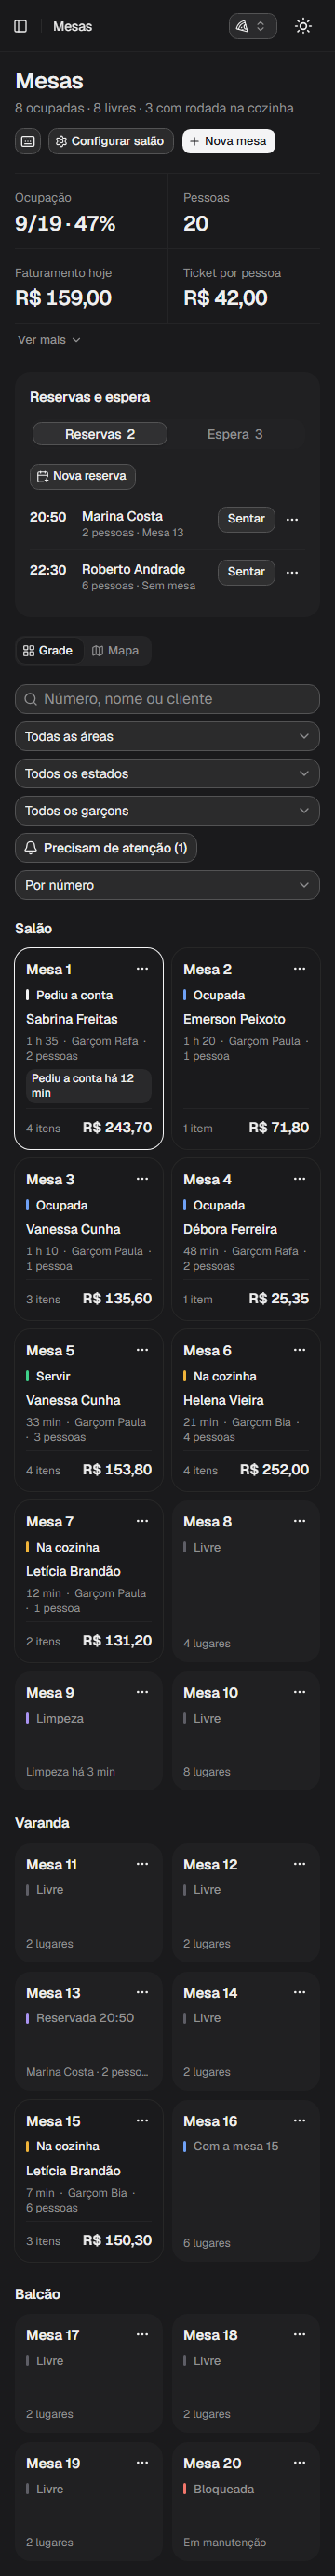 Mesas
Mesas
8 ocupadas · 8 livres · 3 com rodada na cozinha
Configurar salão
Nova mesa
Ocupação
9/19 · 47%
Pessoas
20
Faturamento hoje
R$ 159,00
Ticket por pessoa
R$ 42,00
Ver mais
Reservas e espera
Reservas 2
Espera 3
Nova reserva
20:50
Marina Costa
2 pessoas · Mesa 13
Sentar
22:30
Roberto Andrade
6 pessoas · Sem mesa
Sentar
Grade
Mapa
Número, nome ou cliente
Todas as áreas
Todos os estados
Todos os garçons
Precisam de atenção (1)
Por número
Salão
Mesa 1
Pediu a conta
Sabrina Freitas
1 h 35 · Garçom Rafa ·
2 pessoas
Pediu a conta há 12
min
4 itens
R$ 243,70
Mesa 2
Ocupada
Emerson Peixoto
1 h 20 · Garçom Paula ·
1 pessoa
1 item
R$ 71,80
Mesa 3
Ocupada
Vanessa Cunha
1 h 10 · Garçom Paula ·
1 pessoa
3 itens
R$ 135,60
Mesa 4
Ocupada
Débora Ferreira
48 min · Garçom Rafa ·
2 pessoas
1 item
R$ 25,35
Mesa 5
Servir
Vanessa Cunha
33 min · Garçom Paula
· 3 pessoas
4 itens
R$ 153,80
Mesa 6
Na cozinha
Helena Vieira
21 min · Garçom Bia ·
4 pessoas
4 itens
R$ 252,00
Mesa 7
Na cozinha
Letícia Brandão
12 min · Garçom Paula
· 1 pessoa
2 itens
R$ 131,20
Mesa 8
Livre
4 lugares
Mesa 9
Limpeza
Limpeza há 3 min
Mesa 10
Livre
8 lugares
Varanda
Mesa 11
Livre
2 lugares
Mesa 12
Livre
2 lugares
Mesa 13
Reservada 20:50
Marina Costa · 2 pesso...
Mesa 14
Livre
2 lugares
Mesa 15
Na cozinha
Letícia Brandão
7 min · Garçom Bia ·
6 pessoas
3 itens
R$ 150,30
Mesa 16
Com a mesa 15
6 lugares
Balcão
Mesa 17
Livre
2 lugares
Mesa 18
Livre
2 lugares
Mesa 19
Livre
2 lugares
Mesa 20
Bloqueada
Em manutenção